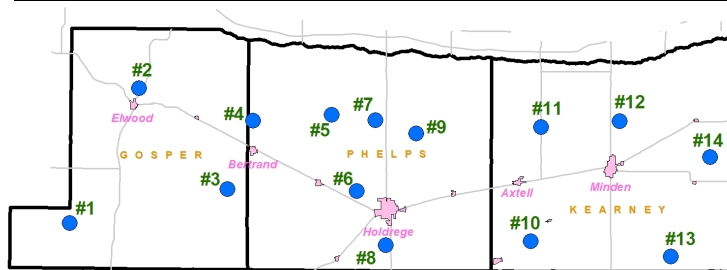 #2
Elwood
#4
#5
#7
#9
#11
#12
#14
GOSPER
Bertrand
PHELPS
#3
#6
Axtell
Minden
#1
Holdrege
#8
KEARNEY
#10
#13